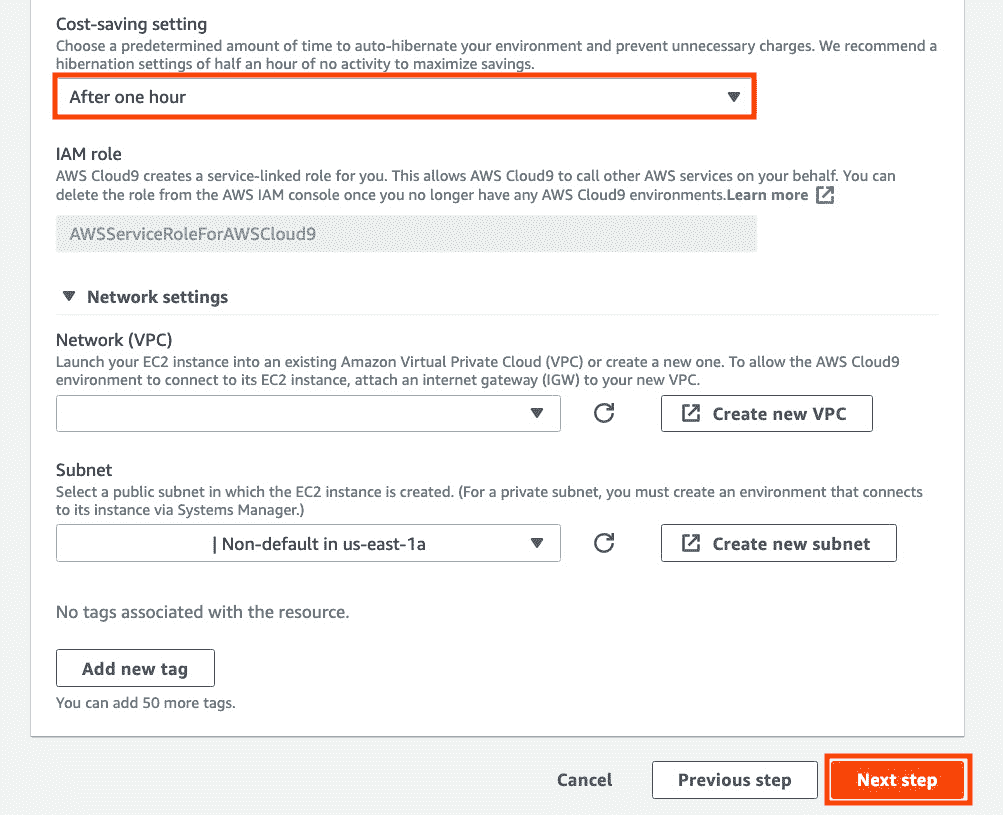 Cost-saving setting
Choose a predetermined amount of time to auto-hibernate your environment and prevent unnecessary charges. We recommend a
hibernation settings of half an hour of no activity to maximize savings.
After one hour
IAM role
AWS Cloud9 creates a service-linked role for you. This allows AWS Cloud9 to call other AWS services on your behalf. You can
delete the role from the AWS IAM console once you no longer have any AWS Cloud9 environments.Learn more
AWSServiceRoleForAWSCloud9
Network settings
Network (VPC)
Launch your EC2 instance into an existing Amazon Virtual Private Cloud (VPC) or create a new one. To allow the AWS Cloud9
environment to connect to its EC2 instance, attach an internet gateway (IGW) to your new VPC.
Create new VPC
Subnet
Select a public subnet in which the EC2 instance is created. (For a private subnet, you must create an environment that connects
to its instance via Systems Manager.)
| Non-default in us-east-1a
Create new subnet
No tags associated with the resource.
Add new tag
You can add 50 more tags.
Cancel
Previous step
Next step